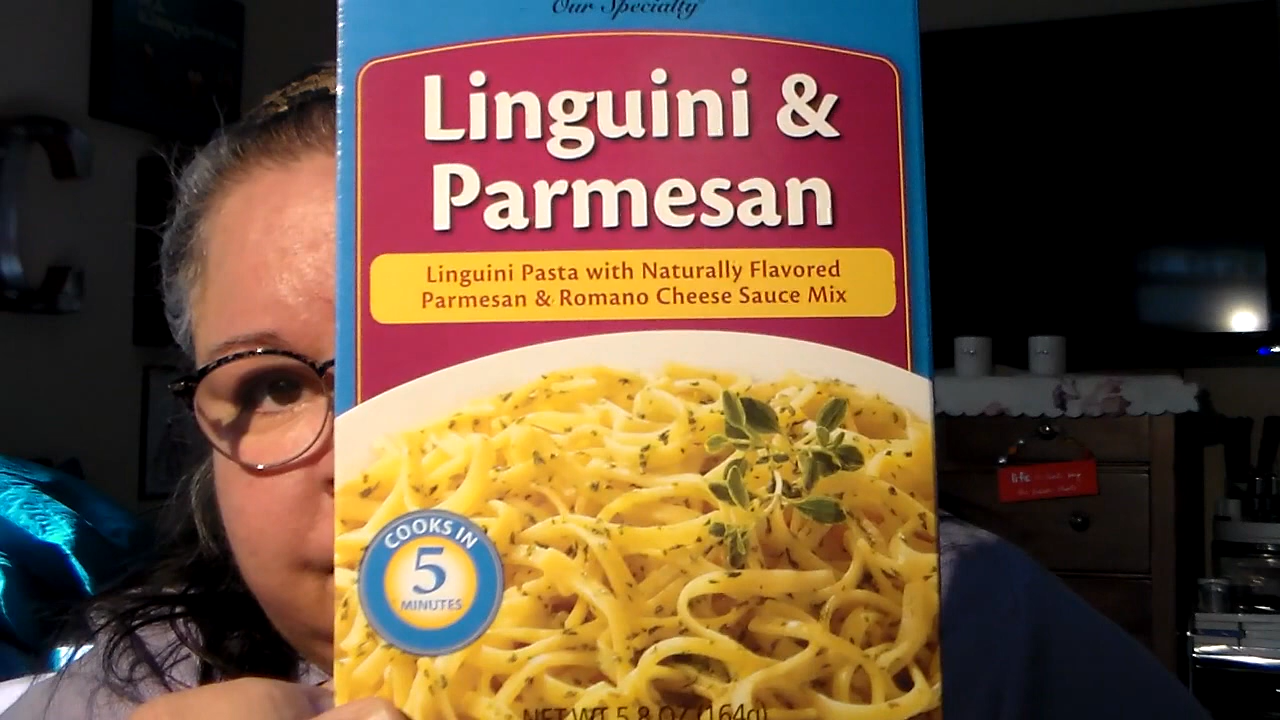 Our Specialty
Linguini &
Parmesan
Linguini Pasta with Naturally Flavored
Parmesan & Romano Cheese Sauce Mix
COOKS IN
5
MINUTES
life
NET WT 5.8 OZ (164g)